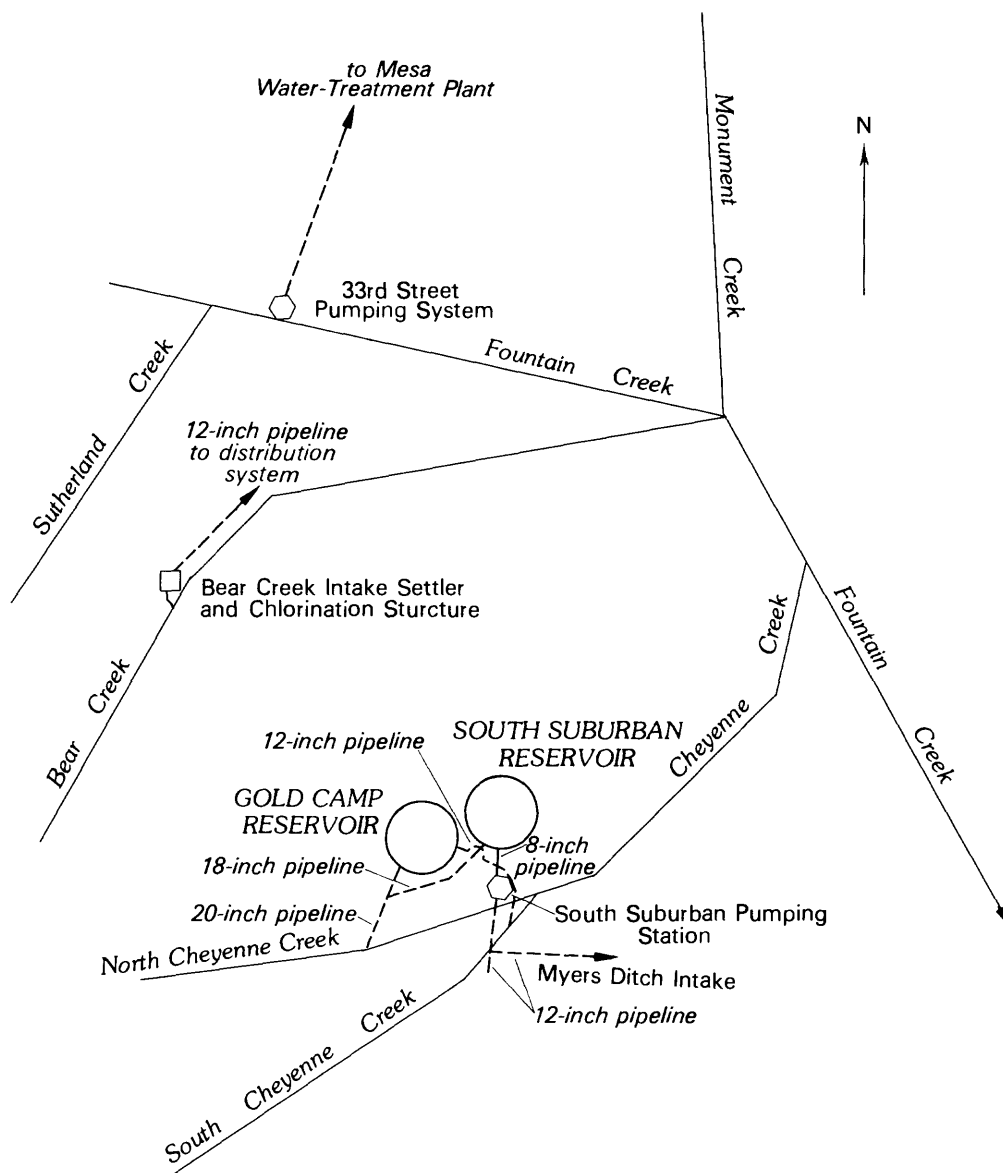 to Mesa
Water-Treatment Plant
Monument Creek
N
33rd Street
Pumping System
Fountain Creek
Sutherland Creek
12-inch pipeline
to distribution
system
Bear Creek Intake Settler
and Chlorination Sturcture
Bear Creek
Fountain Creek
Cheyenne Creek
12-inch pipeline
SOUTH SUBURBAN
RESERVOIR
GOLD CAMP
RESERVOIR
8-inch
pipeline
18-inch pipeline
20-inch pipeline
South Suburban Pumping
Station
North Cheyenne Creek
Myers Ditch Intake
12-inch pipeline
South Cheyenne Creek